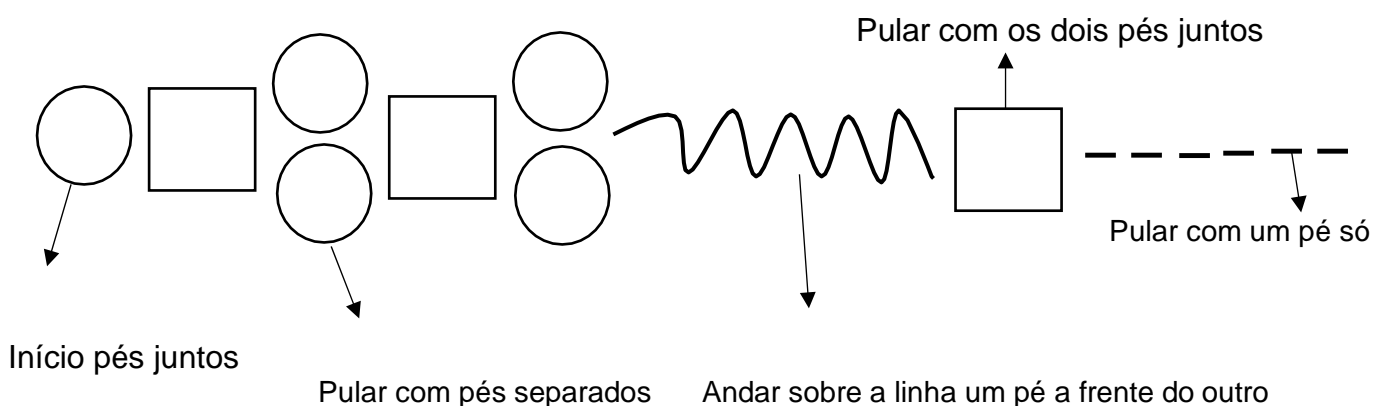 Pular com os dois pés juntos
Pular com um pé só
Início pés juntos
Pular com pés separados
Andar sobre a linha um pé a frente do outro